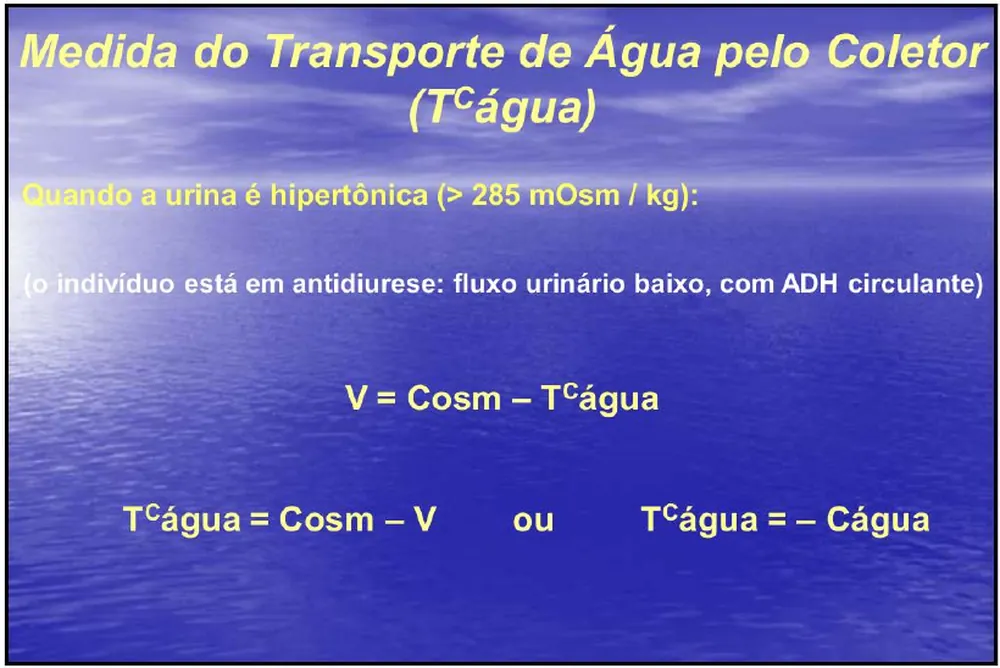 Medida do Transporte de Água pelo Coletor
(Tᶜágua)
Quando a urina é hipertônica (> 285 mOsm / kg):
(o indivíduo está em antidiurese: fluxo urinário baixo, com ADH circulante)
V = Cosm – Tᶜágua
Tᶜágua = Cosm – V ou Tᶜágua = – Cágua